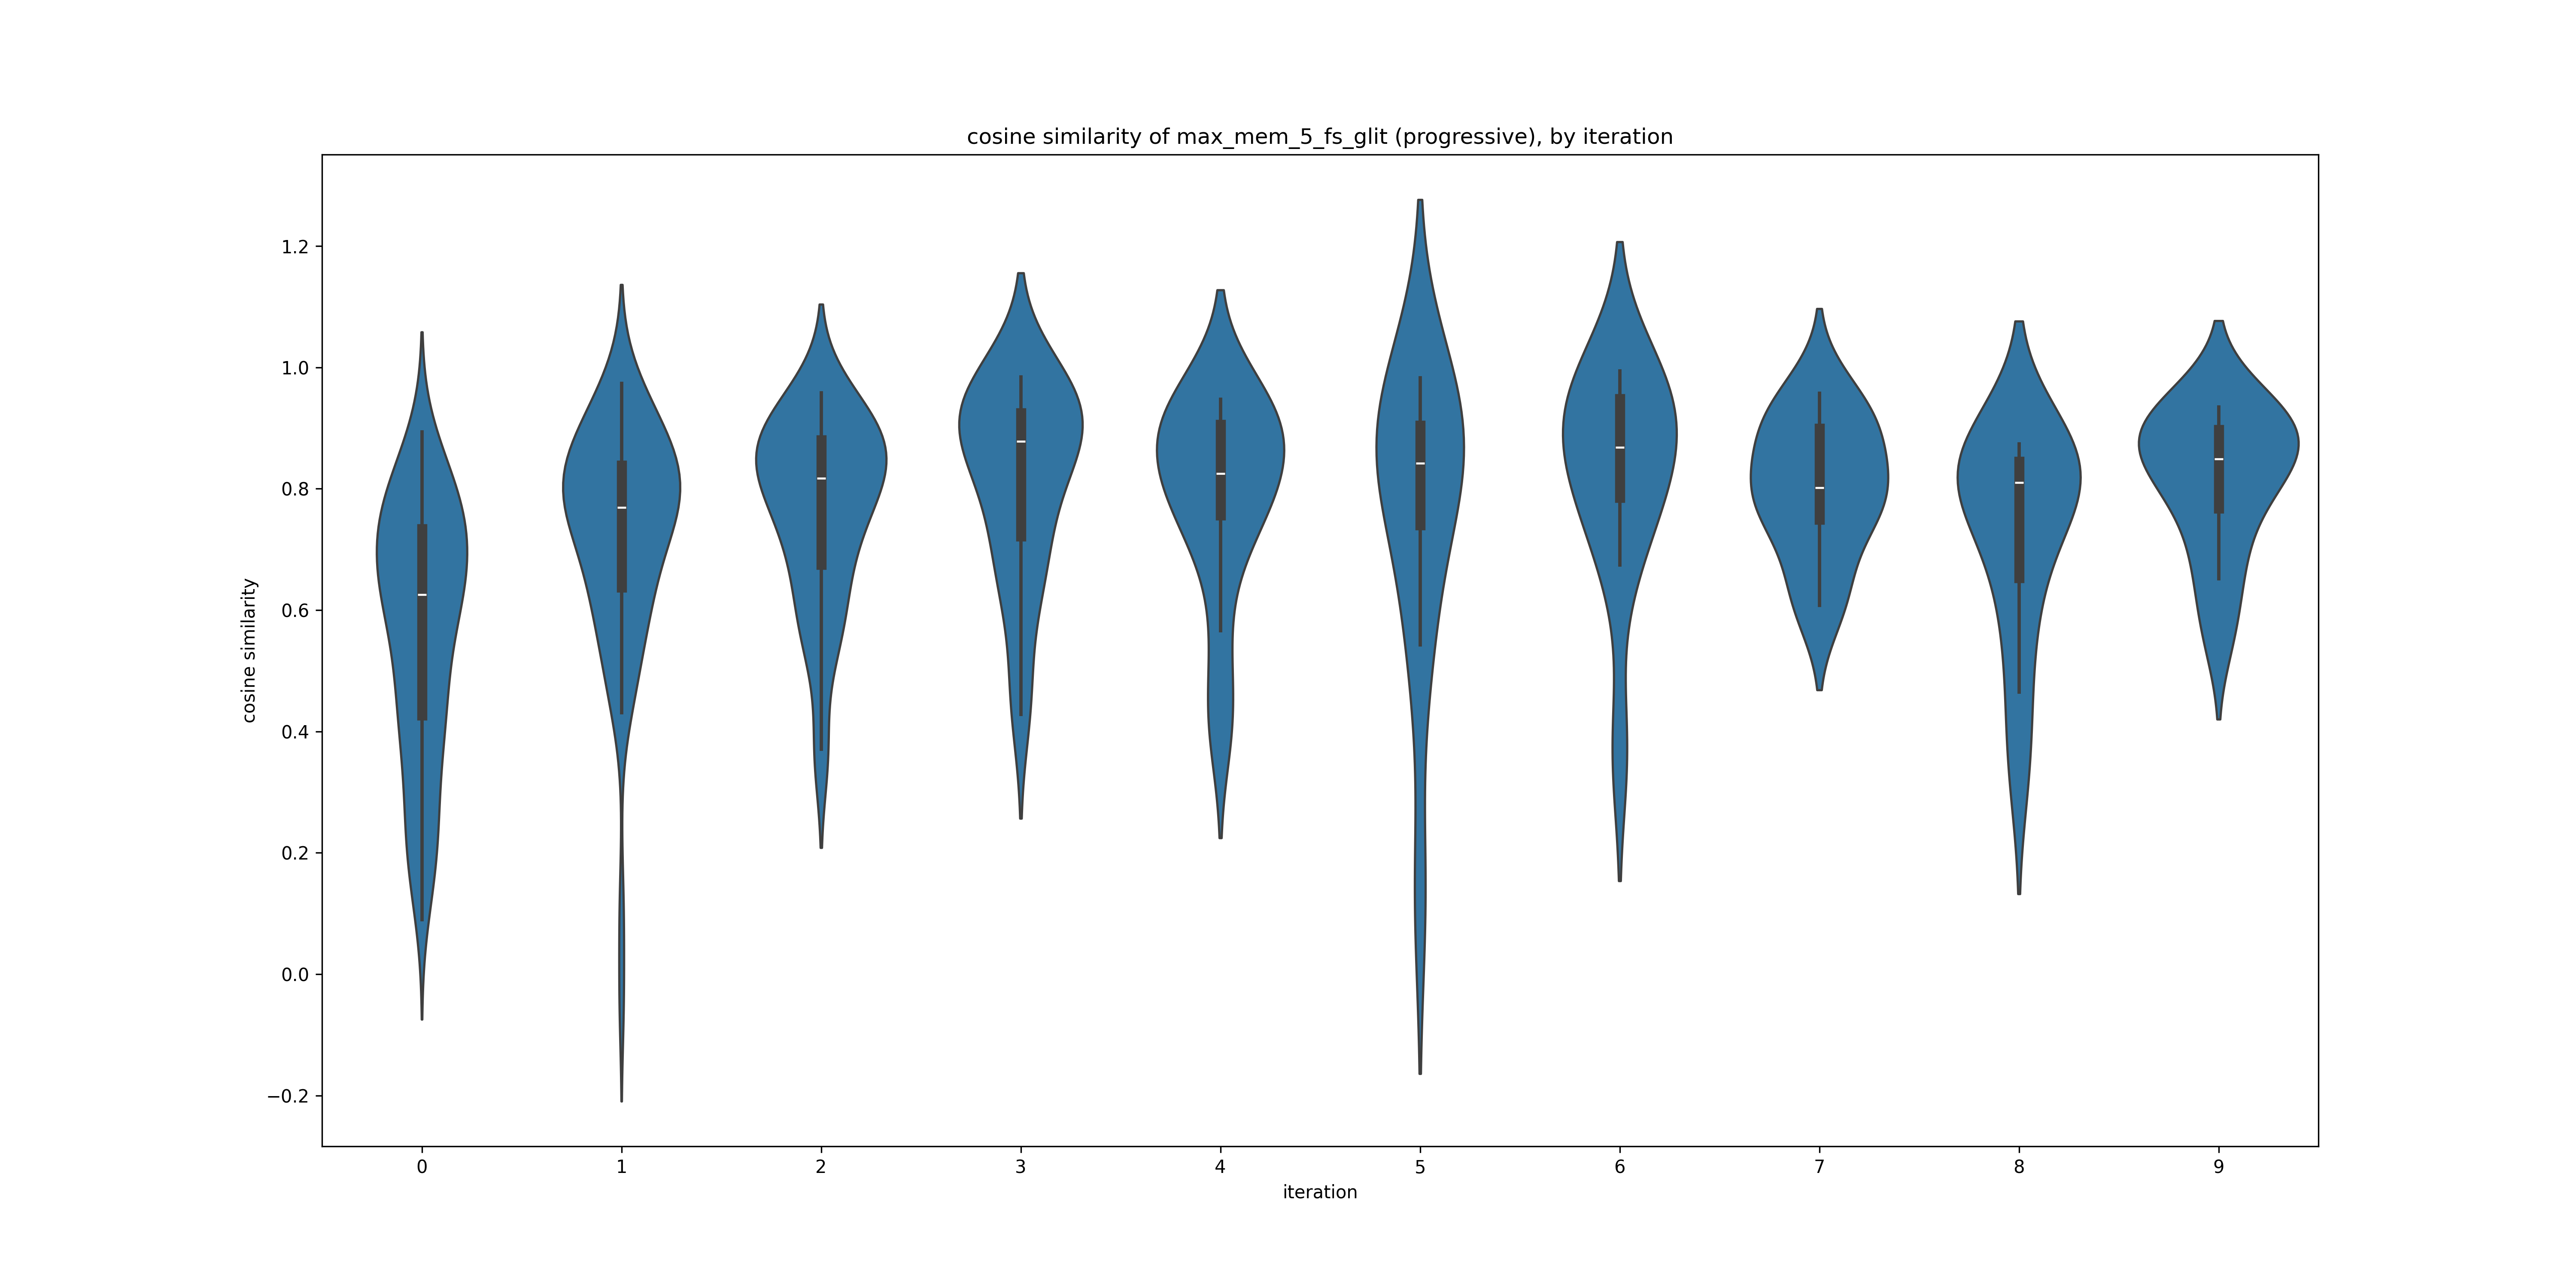 cosine similarity of max_mem_5_fs_glit (progressive), by iteration
cosine similarity
1.2
1.0
0.8
0.6
0.4
0.2
0.0
−0.2
0 1 2 3 4 5 6 7 8 9
iteration